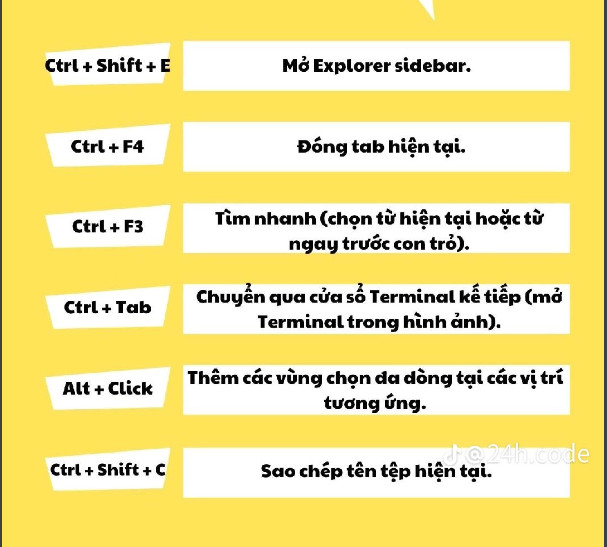 Ctrl + Shift + E
Mở Explorer sidebar.
Ctrl + F4
Đóng tab hiện tại.
Ctrl + F3
Tìm nhanh (chọn từ hiện tại hoặc từ
ngay trước con trỏ).
Ctrl + Tab
Chuyển qua cửa sổ Terminal kế tiếp (mở
Terminal trong hình ảnh).
Alt + Click
Thêm các vùng chọn đa dòng tại các vị trí
tương ứng.
Ctrl + Shift + C
Sao chép tên tệp hiện tại.
@24h.code